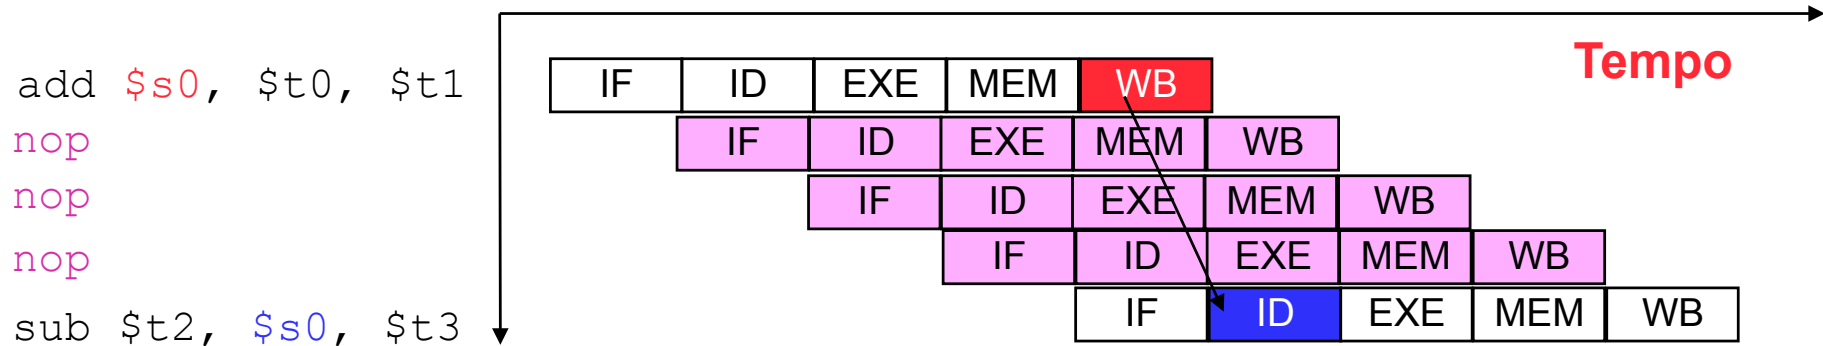 Tempo
add $s0, $t0, $t1 IF ID EXE MEM WB
nop IF ID EXE MEM WB
nop IF ID EXE MEM WB
nop IF ID EXE MEM WB
sub $t2, $s0, $t3 IF ID EXE MEM WB